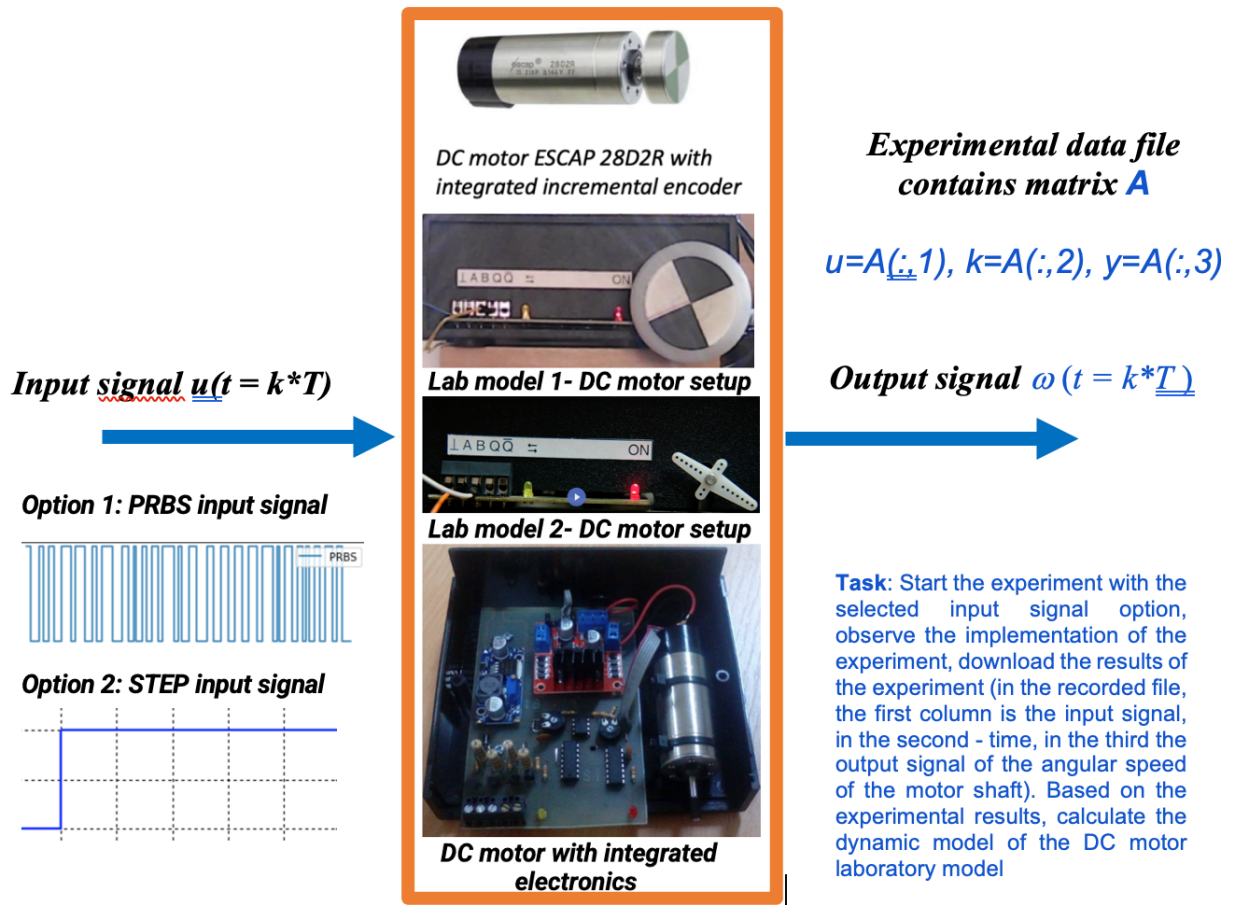 Input signal u(t = k*T)
Option 1: PRBS input signal
PRBS
Option 2: STEP input signal
escap® 28D2R
DC motor ESCAP 28D2R with
integrated incremental encoder
⊥ A B Q Q̅ ⇆ ON
Lab model 1- DC motor setup
⊥ A B Q Q̅ ⇆ ON
Lab model 2- DC motor setup
DC motor with integrated
electronics
Experimental data file
contains matrix A
u=A(:,1), k=A(:,2), y=A(:,3)
Output signal ω (t = k*T )
Task: Start the experiment with the
selected input signal option,
observe the implementation of the
experiment, download the results of
the experiment (in the recorded file,
the first column is the input signal,
in the second - time, in the third the
output signal of the angular speed
of the motor shaft). Based on the
experimental results, calculate the
dynamic model of the DC motor
laboratory model